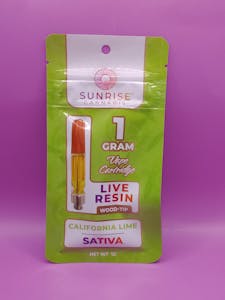 SUNRISE
CANNABIS
1
GRAM
Vape
Cartridge
LIVE
RESIN
WOOD-TIP
CALIFORNIA LIME
SATIVA
NET WT 1G